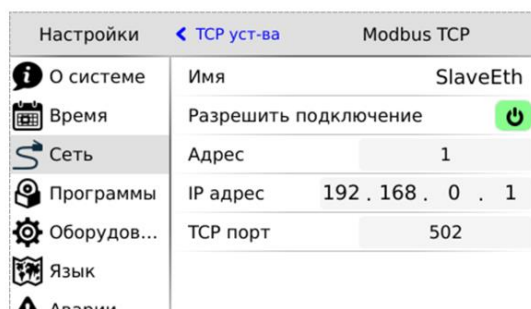 Настройки
TCP уст-ва
Modbus TCP
О системе
Время
Сеть
Программы
Оборудов...
Язык
Аварии
Имя SlaveEth
Разрешить подключение
Адрес 1
IP адрес 192 . 168 . 0 . 1
TCP порт 502